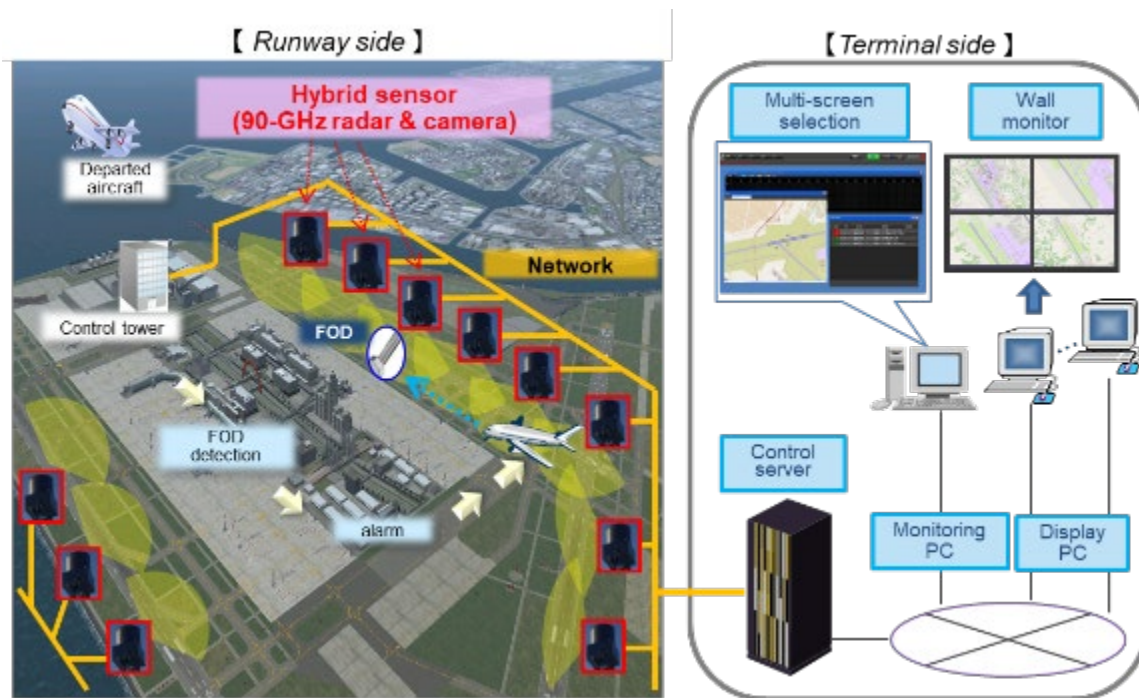 【 Runway side 】
Hybrid sensor
(90-GHz radar & camera)
Departed
aircraft
Network
Control tower
FOD
FOD
detection
alarm
【 Terminal side 】
Multi-screen
selection
Wall
monitor
Control
server
Monitoring
PC
Display
PC